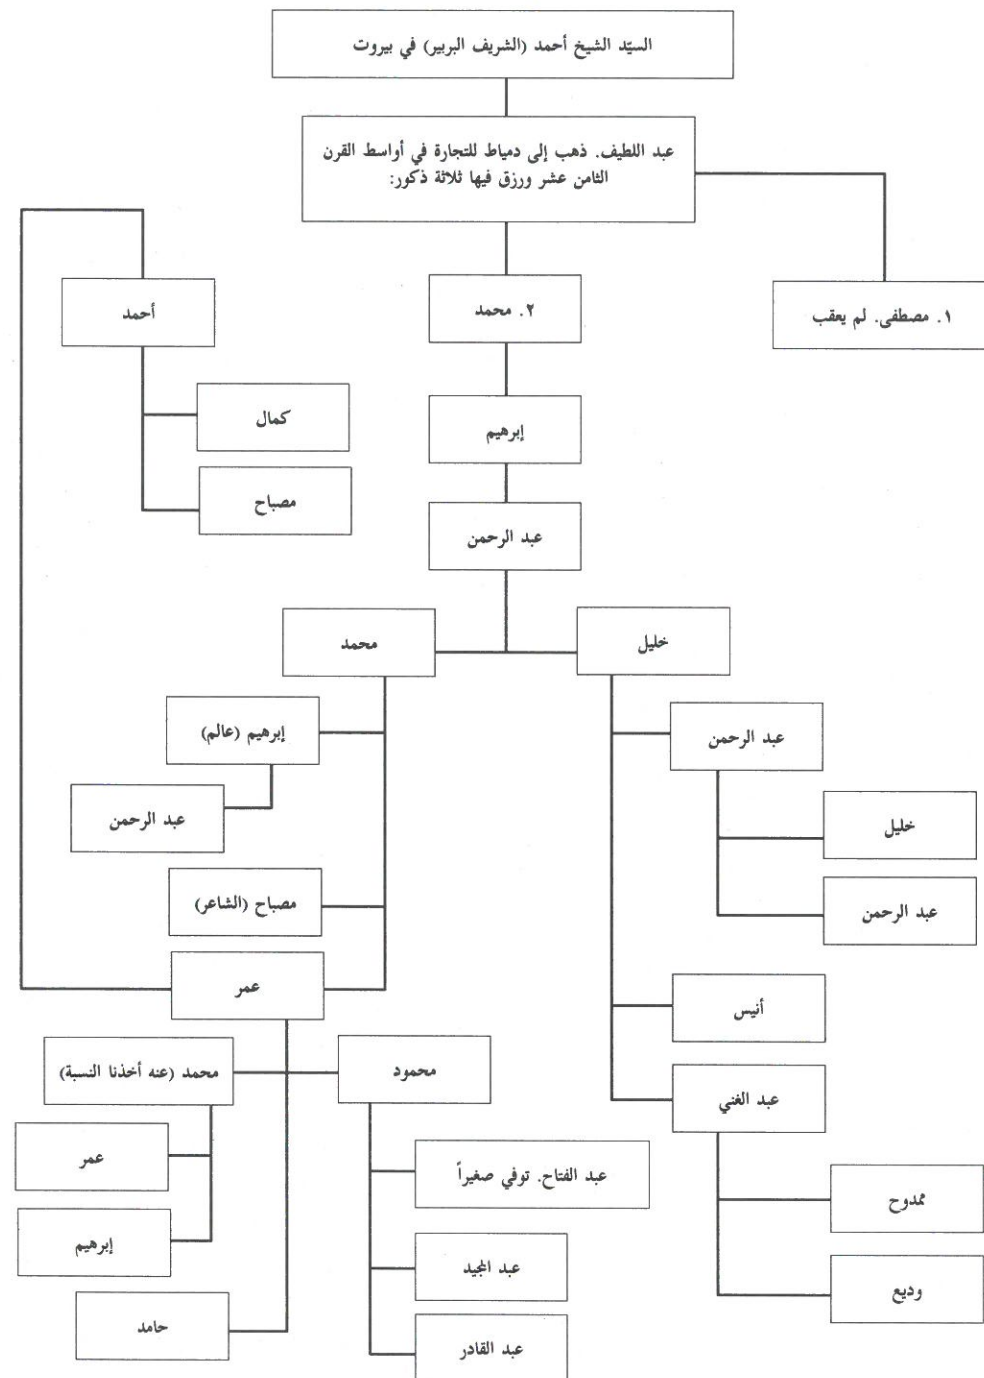 السيّد الشيخ أحمد (الشريف البربير) في بيروت
عبد اللطيف. ذهب إلى دمياط للتجارة في أواسط القرن
الثامن عشر ورزق فيها ثلاثة ذكور:
١. مصطفى. لم يعقب
٢. محمد
أحمد
كمال
مصباح
إبرهيم
عبد الرحمن
خليل
محمد
عبد الرحمن
خليل
عبد الرحمن
أنيس
عبد الغني
ممدوح
وديع
إبرهيم (عالم)
عبد الرحمن
مصباح (الشاعر)
عمر
محمود
عبد الفتاح. توفي صغيراً
عبد المجيد
عبد القادر
محمد (عنه أخذنا النسبة)
عمر
إبرهيم
حامد